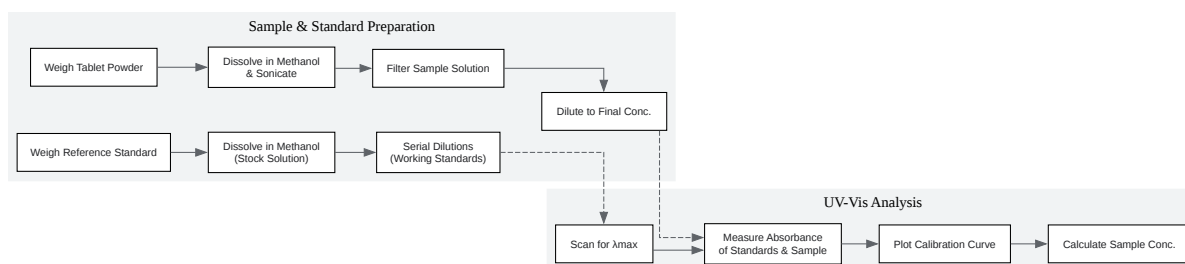 Sample & Standard Preparation
Weigh Tablet Powder
Dissolve in Methanol
& Sonicate
Filter Sample Solution
Dilute to Final Conc.
Weigh Reference Standard
Dissolve in Methanol
(Stock Solution)
Serial Dilutions
(Working Standards)
UV-Vis Analysis
Scan for λmax
Measure Absorbance
of Standards & Sample
Plot Calibration Curve
Calculate Sample Conc.